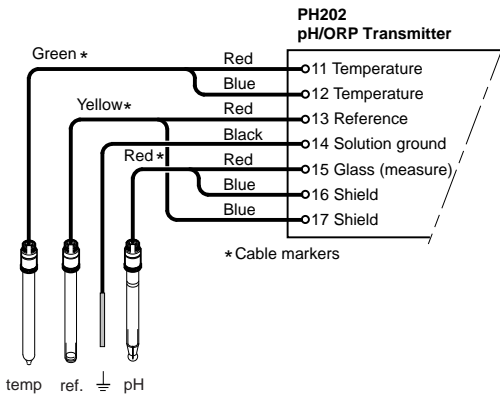 PH202
pH/ORP Transmitter
Green *
Red
11 Temperature
Blue
12 Temperature
Yellow*
Red
13 Reference
Black
14 Solution ground
Red *
Red
15 Glass (measure)
Blue
16 Shield
Blue
17 Shield
* Cable markers
temp ref. pH